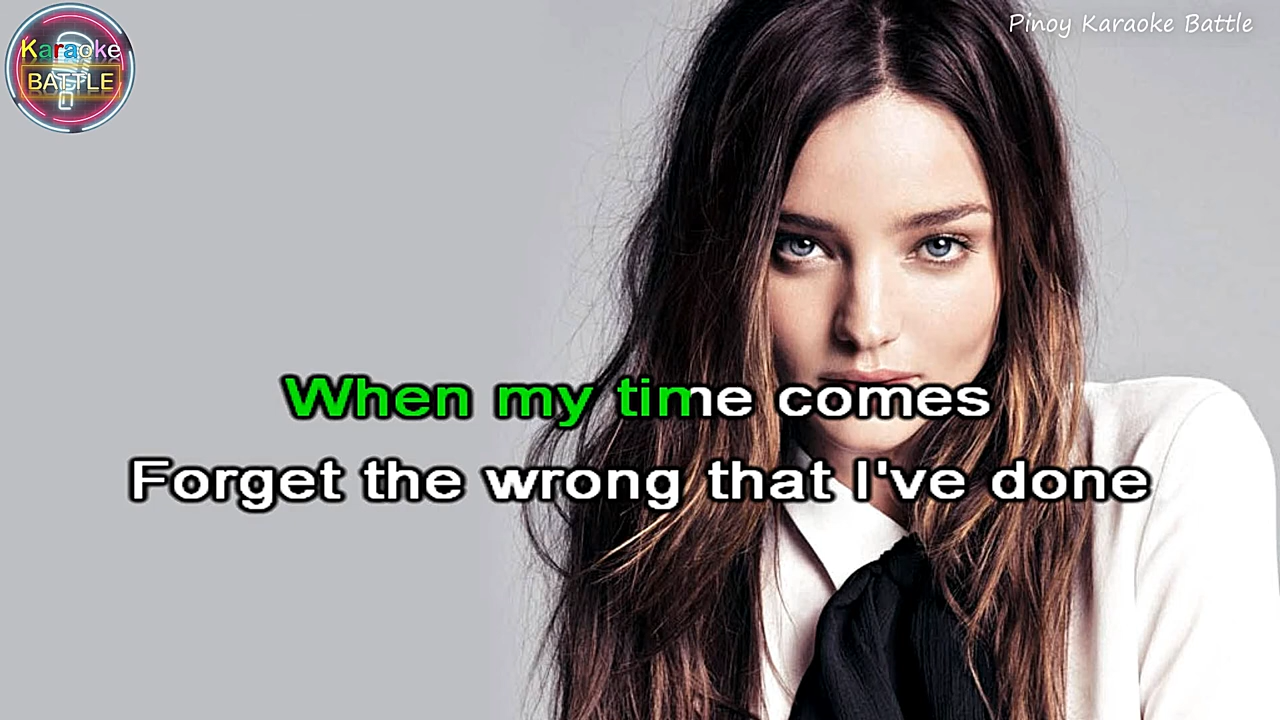 Karaoke
BATTLE
Pinoy Karaoke Battle
When my time comes
Forget the wrong that I've done